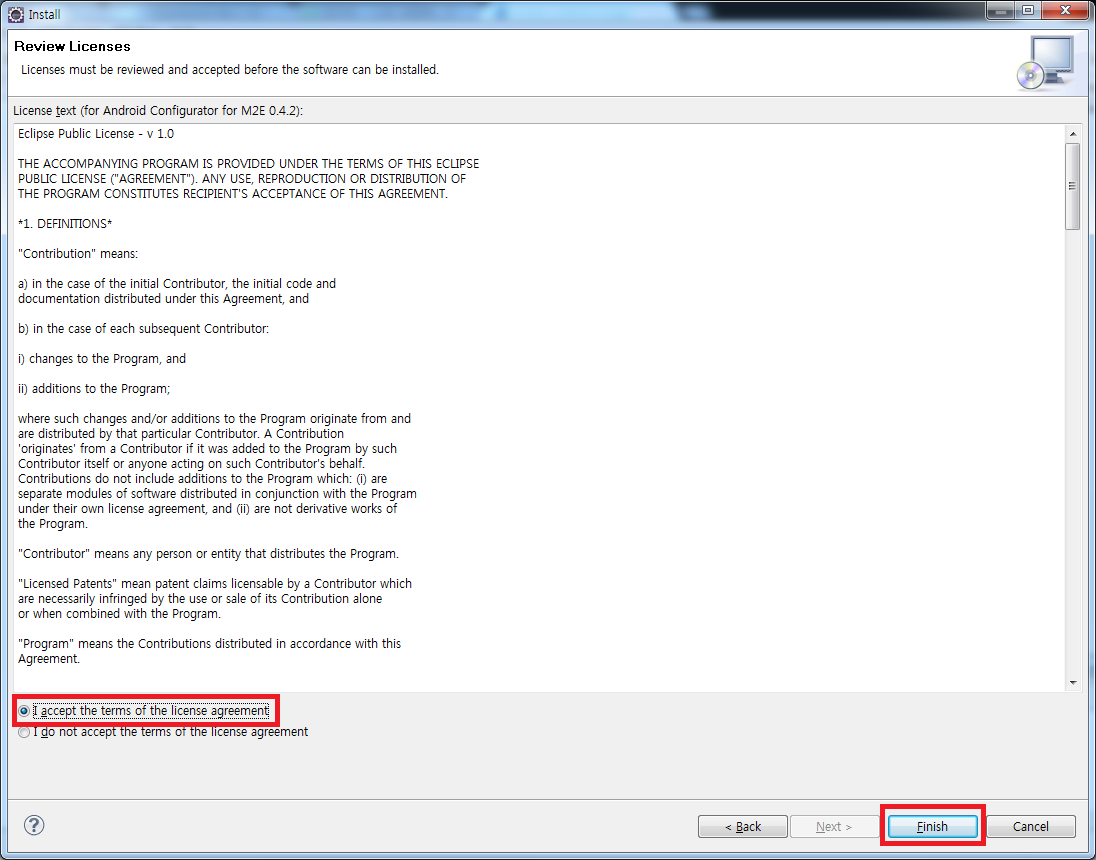 Install
Review Licenses
Licenses must be reviewed and accepted before the software can be installed.
License text (for Android Configurator for M2E 0.4.2):
Eclipse Public License - v 1.0
THE ACCOMPANYING PROGRAM IS PROVIDED UNDER THE TERMS OF THIS ECLIPSE
PUBLIC LICENSE ("AGREEMENT"). ANY USE, REPRODUCTION OR DISTRIBUTION OF
THE PROGRAM CONSTITUTES RECIPIENT'S ACCEPTANCE OF THIS AGREEMENT.
*1. DEFINITIONS*
"Contribution" means:
a) in the case of the initial Contributor, the initial code and
documentation distributed under this Agreement, and
b) in the case of each subsequent Contributor:
i) changes to the Program, and
ii) additions to the Program;
where such changes and/or additions to the Program originate from and
are distributed by that particular Contributor. A Contribution
'originates' from a Contributor if it was added to the Program by such
Contributor itself or anyone acting on such Contributor's behalf.
Contributions do not include additions to the Program which: (i) are
separate modules of software distributed in conjunction with the Program
under their own license agreement, and (ii) are not derivative works of
the Program.
"Contributor" means any person or entity that distributes the Program.
"Licensed Patents" mean patent claims licensable by a Contributor which
are necessarily infringed by the use or sale of its Contribution alone
or when combined with the Program.
"Program" means the Contributions distributed in accordance with this
Agreement.
I accept the terms of the license agreement
I do not accept the terms of the license agreement
?
< Back
Next >
Finish
Cancel